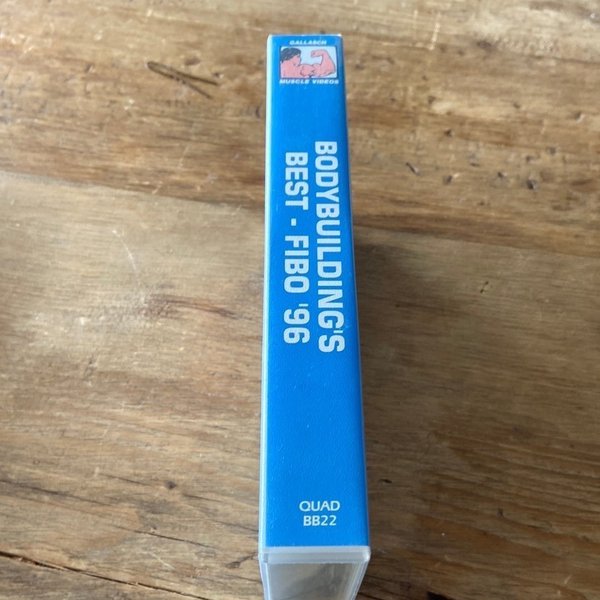 GALLASCH
MUSCLE VIDEOS
BODYBUILDING'S
BEST - FIBO '96
QUAD
BB22